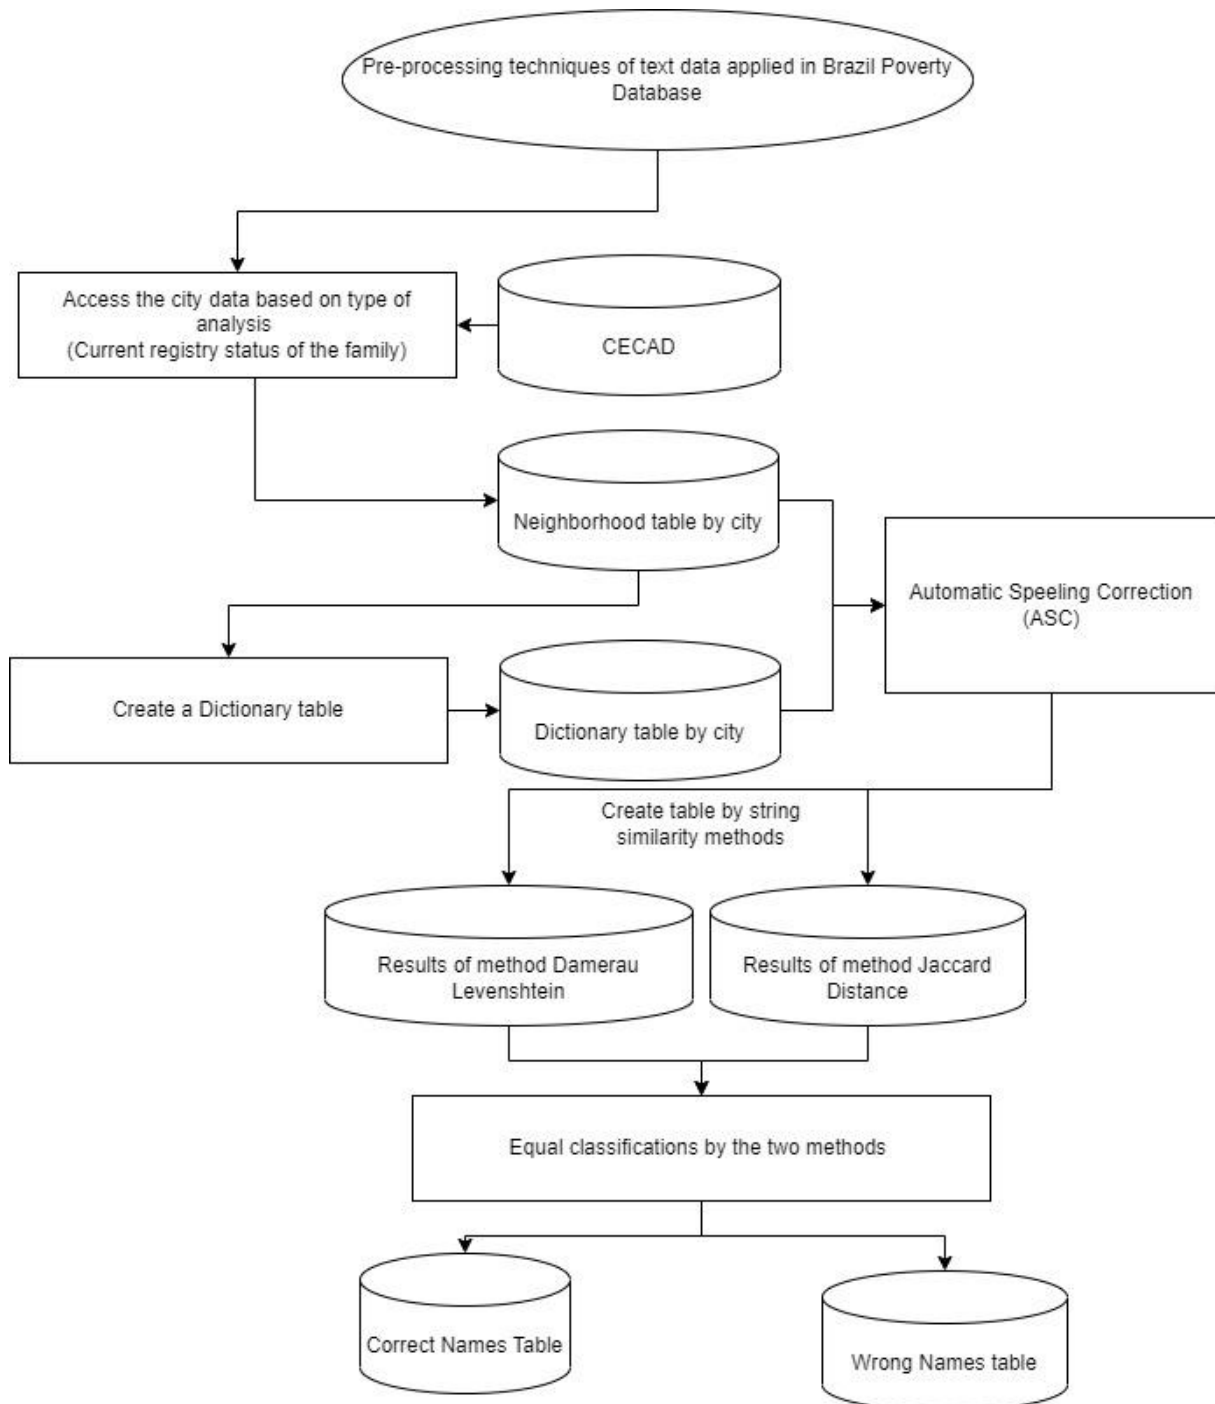 Pre-processing techniques of text data applied in Brazil Poverty
Database
Access the city data based on type of
analysis
(Current registry status of the family)
CECAD
Neighborhood table by city
Automatic Speeling Correction
(ASC)
Create a Dictionary table
Dictionary table by city
Create table by string
similarity methods
Results of method Damerau
Levenshtein
Results of method Jaccard
Distance
Equal classifications by the two methods
Correct Names Table
Wrong Names table